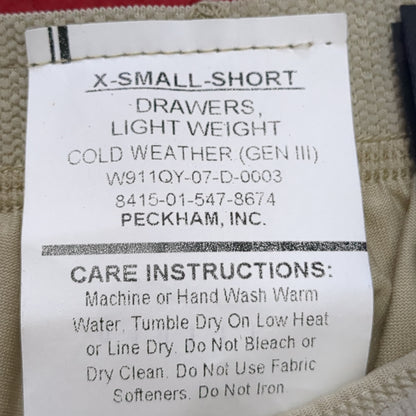 X-SMALL-SHORT
DRAWERS,
LIGHT WEIGHT
COLD WEATHER (GEN III)
W911QY-07-D-0003
8415-01-547-8674
PECKHAM, INC.
CARE INSTRUCTIONS:
Machine or Hand Wash Warm
Water, Tumble Dry On Low Heat
or Line Dry. Do Not Bleach or
Dry Clean. Do Not Use Fabric
Softeners. Do Not Iron.